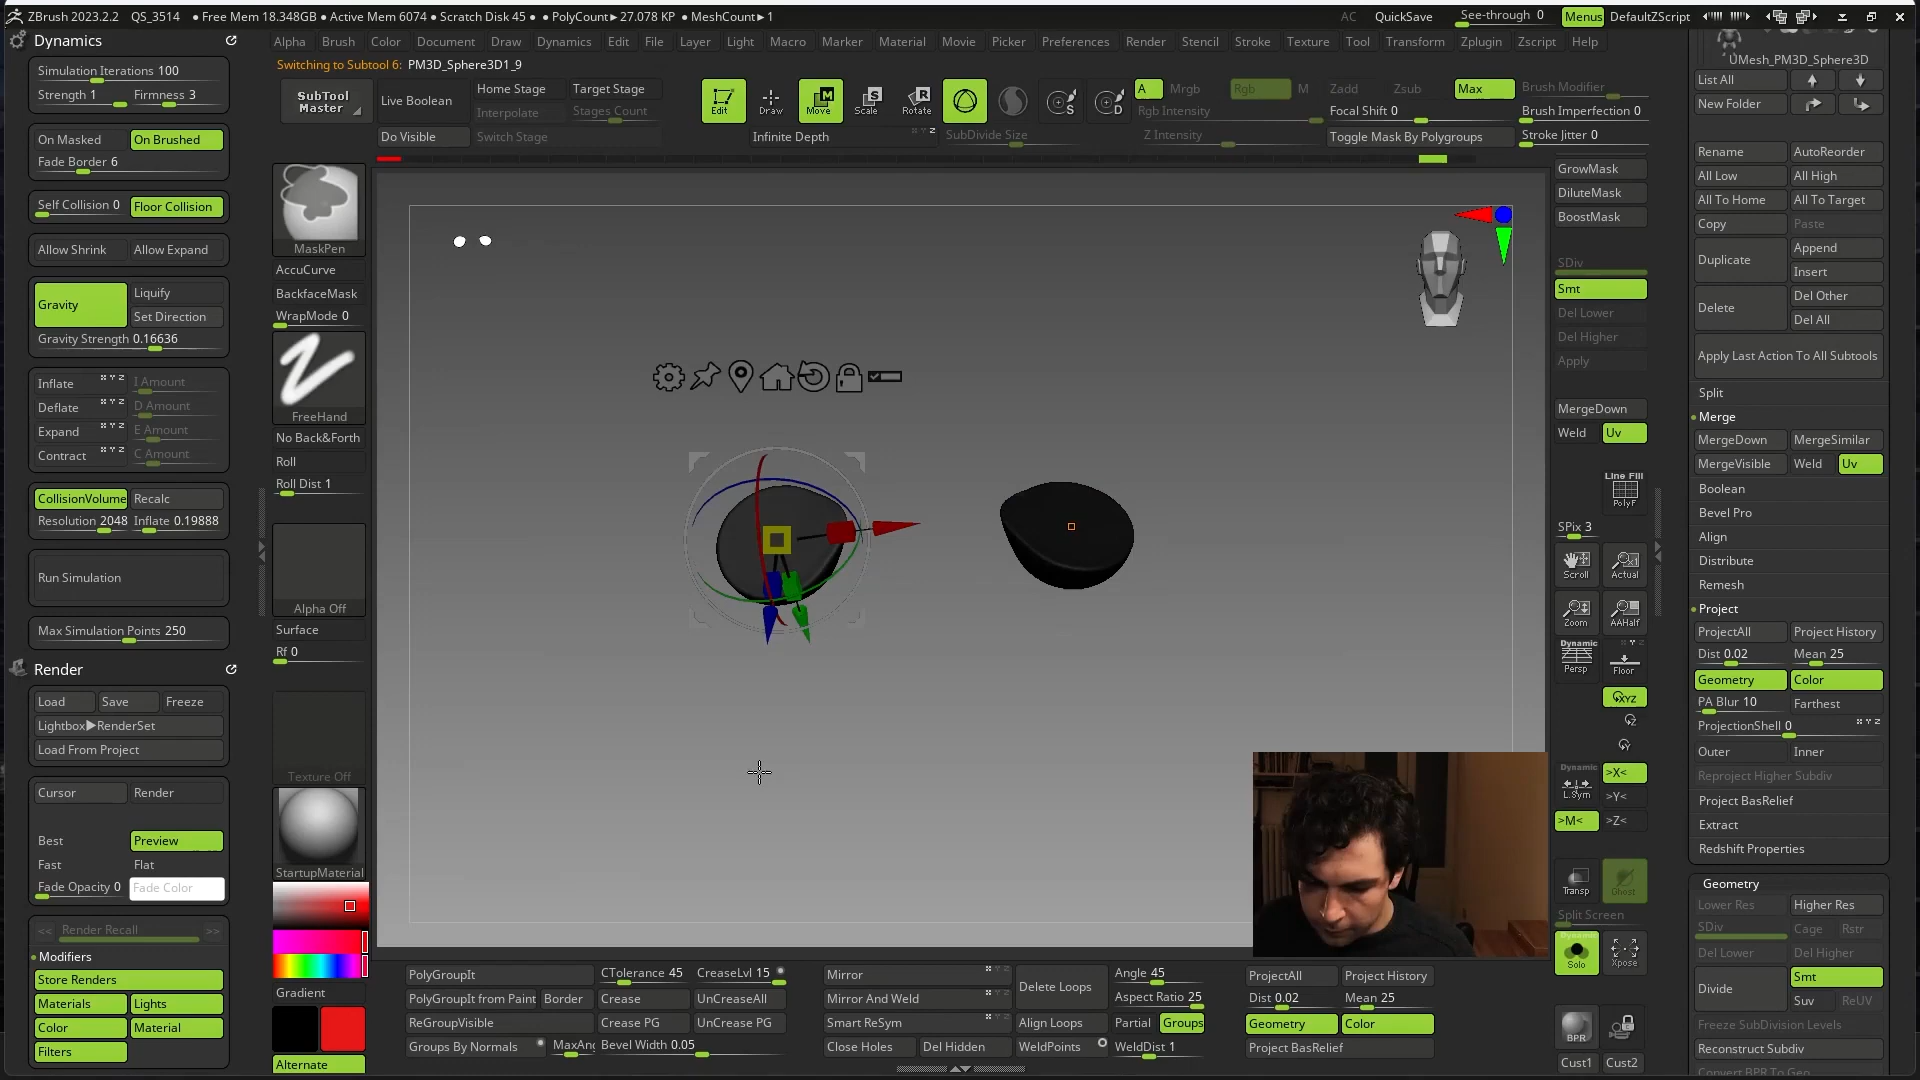 ZBrush 2023.2.2 QS_3514 ● Free Mem 18.348GB ● Active Mem 6074 ● Scratch Disk 45 ● ● PolyCount►27.078 KP ● MeshCount►1
AC QuickSave See-through 0 Menus DefaultZScript
Alpha Brush Color Document Draw Dynamics Edit File Layer Light Macro Marker Material Movie Picker Preferences Render Stencil Stroke Texture Tool Transform Zplugin Zscript Help
Switching to Subtool 6: PM3D_Sphere3D1_9
Dynamics
Simulation Iterations 100
Strength 1 Firmness 3
On Masked On Brushed
Fade Border 6
Self Collision 0 Floor Collision
Allow Shrink Allow Expand
Gravity Liquify
Set Direction
Gravity Strength 0.16636
Inflate I Amount
Deflate D Amount
Expand E Amount
Contract C Amount
CollisionVolume Recalc
Resolution 2048 Inflate 0.19888
Run Simulation
Max Simulation Points 250
Render
Load Save Freeze
Lightbox►RenderSet
Load From Project
Cursor Render
Best Preview
Fast Flat
Fade Opacity 0 Fade Color
<< Render Recall >>
Modifiers
Store Renders
Materials Lights
Color Material
Filters
SubTool Master
Live Boolean
Do Visible
Home Stage Target Stage
Interpolate Stages Count
Switch Stage
Edit Draw Move Scale Rotate
Infinite Depth
SubDivide Size
A Mrgb Rgb M Zadd Zsub Max Brush Modifier
Rgb Intensity Focal Shift 0 Brush Imperfection 0
Z Intensity Toggle Mask By Polygroups Stroke Jitter 0
MaskPen
AccuCurve
BackfaceMask
WrapMode 0
FreeHand
No Back&Forth
Roll
Roll Dist 1
Alpha Off
Surface
Rf 0
Texture Off
StartupMaterial
Gradient
Alternate
GrowMask
DiluteMask
BoostMask
SDiv
Smt
Del Lower
Del Higher
Apply
MergeDown
Weld Uv
Line Fill
PolyF
SPix 3
Scroll Actual
Zoom AAHalf
Dynamic
Persp Floor
XYZ
Z
Y
Dynamic
L.Sym >X<
>Y<
>M< >Z<
Transp Ghost
Split Screen
Dynamic
Solo Xpose
BPR
Cust1 Cust2
UMesh_PM3D_Sphere3D
List All
New Folder
Rename AutoReorder
All Low All High
All To Home All To Target
Copy Paste
Duplicate Append
Insert
Delete Del Other
Del All
Apply Last Action To All Subtools
Split
Merge
MergeDown MergeSimilar
MergeVisible Weld Uv
Boolean
Bevel Pro
Align
Distribute
Remesh
Project
ProjectAll Project History
Dist 0.02 Mean 25
Geometry Color
PA Blur 10 Farthest
ProjectionShell 0
Outer Inner
Reproject Higher Subdiv
Project BasRelief
Extract
Redshift Properties
Geometry
Lower Res Higher Res
SDiv Cage Rstr
Del Lower Del Higher
Divide Smt
Suv ReUV
Freeze SubDivision Levels
Reconstruct Subdiv
Convert BPR To Geo
PolyGroupIt CTolerance 45 CreaseLvl 15 Mirror Delete Loops Angle 45 ProjectAll Project History
PolyGroupIt from Paint Border Crease UnCreaseAll Mirror And Weld Aspect Ratio 25 Dist 0.02 Mean 25
ReGroupVisible Crease PG UnCrease PG Smart ReSym Align Loops Partial Groups Geometry Color
Groups By Normals MaxAng Bevel Width 0.05 Close Holes Del Hidden WeldPoints WeldDist 1 Project BasRelief